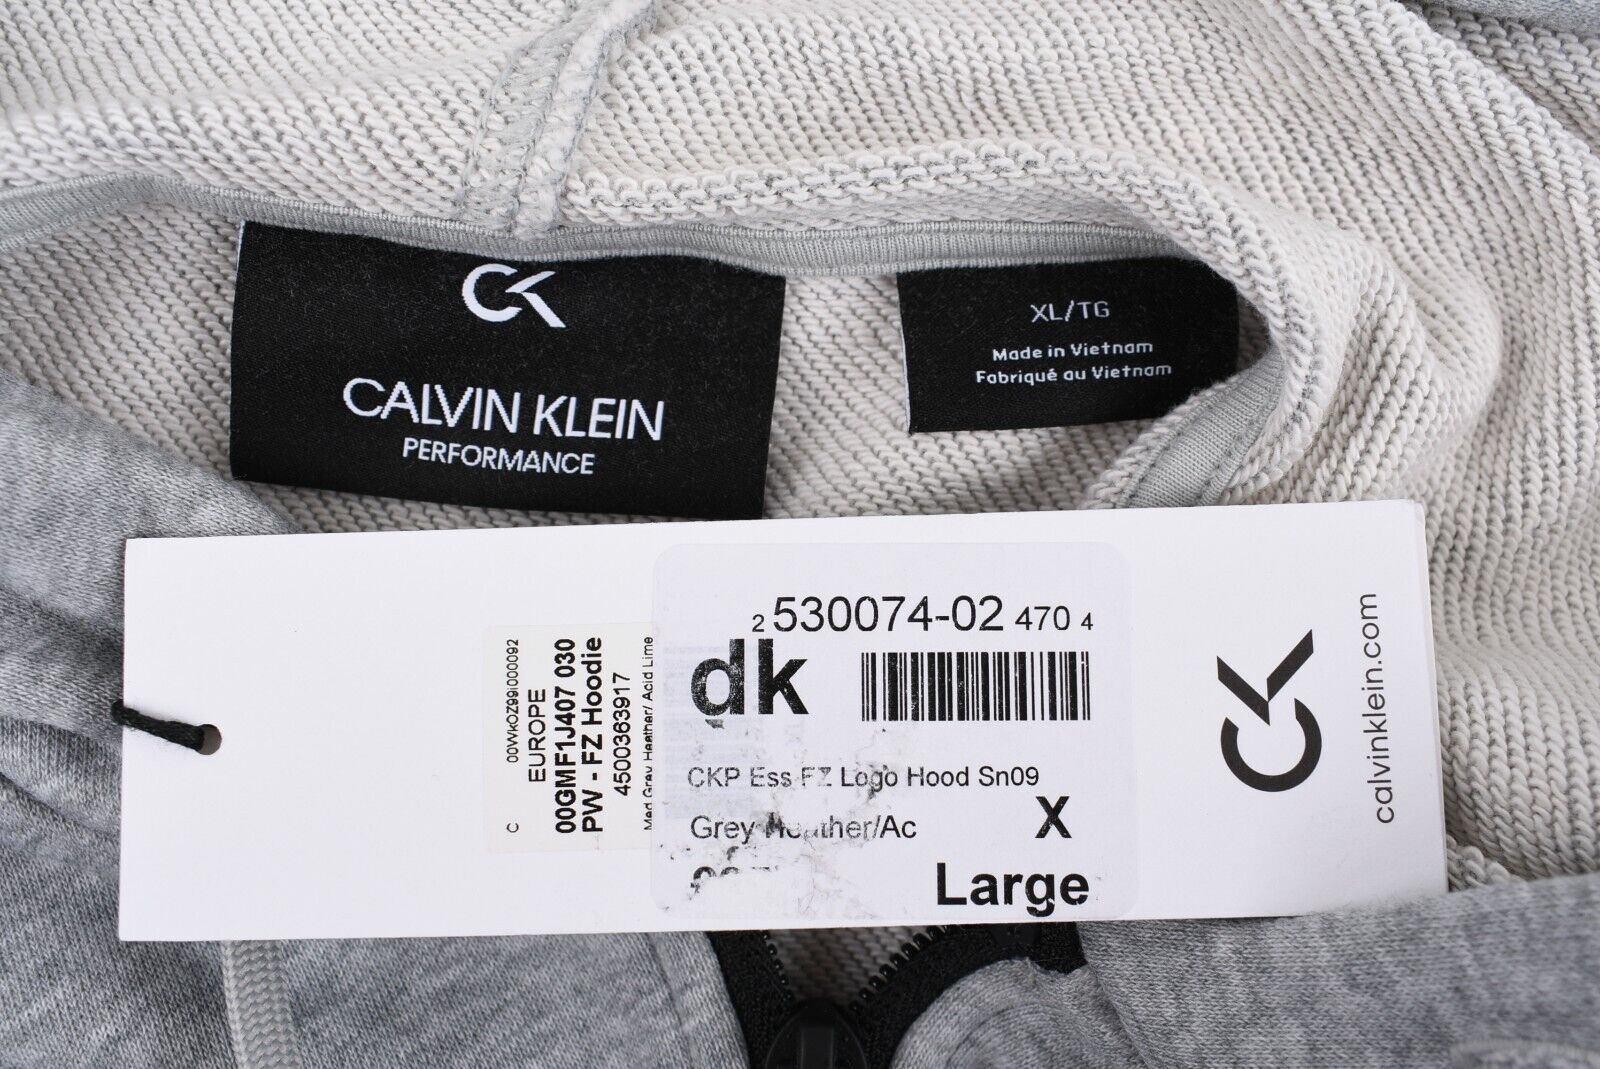 CK
CALVIN KLEIN
PERFORMANCE
XL/TG
Made in Vietnam
Fabriqué au Vietnam
C 00WkOZ99I000092
EUROPE
00GMF1J407 030
PW - FZ Hoodie
4500363917
Med Grey Heather/ Acid Lime
2 530074-02 470 4
dk
CKP Ess FZ Logo Hood Sn09
Grey Heather/Ac X
Large
CK
calvinklein.com